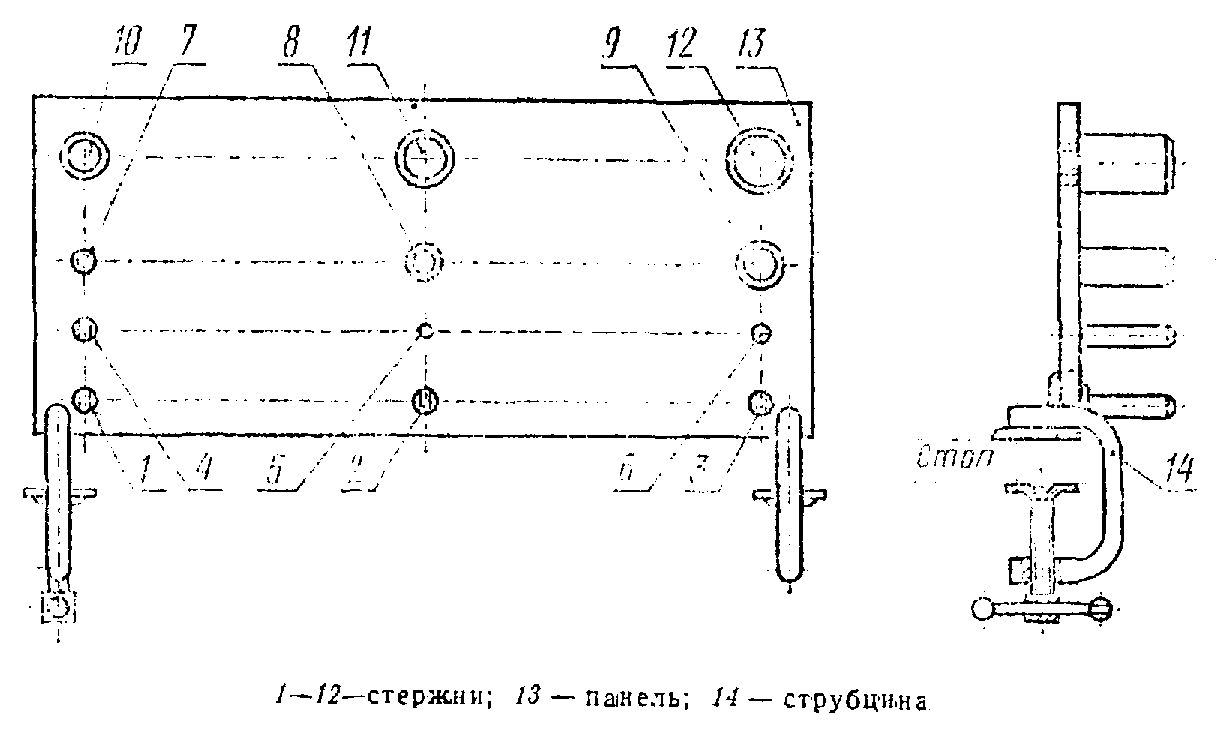 10 7 8 11 9 12 13
Стол
1 4 5 2 6 3 14
1—12—стержни; 13 — панель; 14 — струбцина